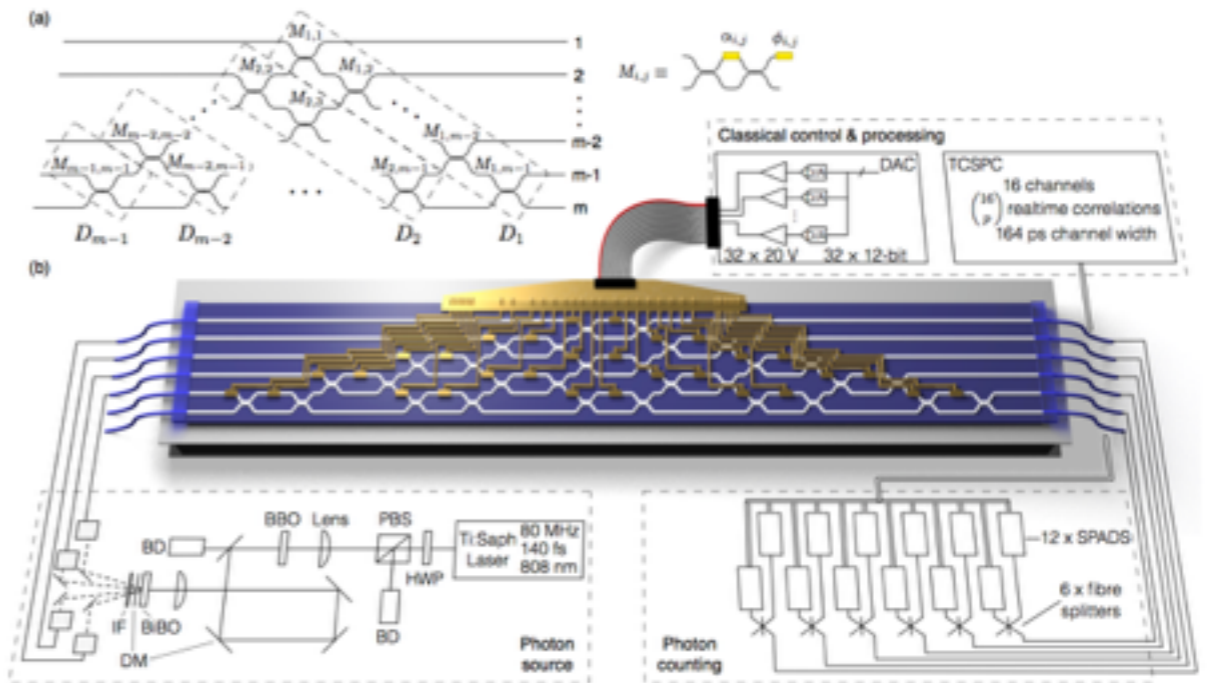 (a)
M1,1
1
M2,2
M1,2
2
M2,3
Mm−2,m−2
M1,m−2
m-2
Mm−1,m−1
Mm−2,m−1
M2,m−1
M1,m−1
m-1
m
Dm−1
Dm−2
D2
D1
αi,j
ϕi,j
Mi,j =
Classical control & processing
DAC
32 × 20 V
32 × 12-bit
TCSPC
16 channels
(16 p) realtime correlations
164 ps channel width
(b)
BD
BBO
Lens
PBS
HWP
Ti:Saph
Laser
80 MHz
140 fs
808 nm
IF
BiBO
DM
BD
Photon
source
Photon
counting
12 x SPADS
6 x fibre
splitters